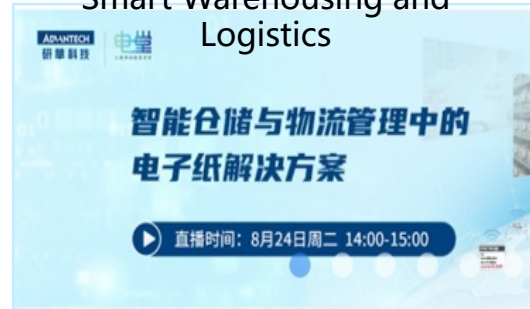 Smart Warehousing and
Logistics
ADVANTECH
研華科技
电堂
智能仓储与物流管理中的
电子纸解决方案
直播时间：8月24日周二 14:00-15:00